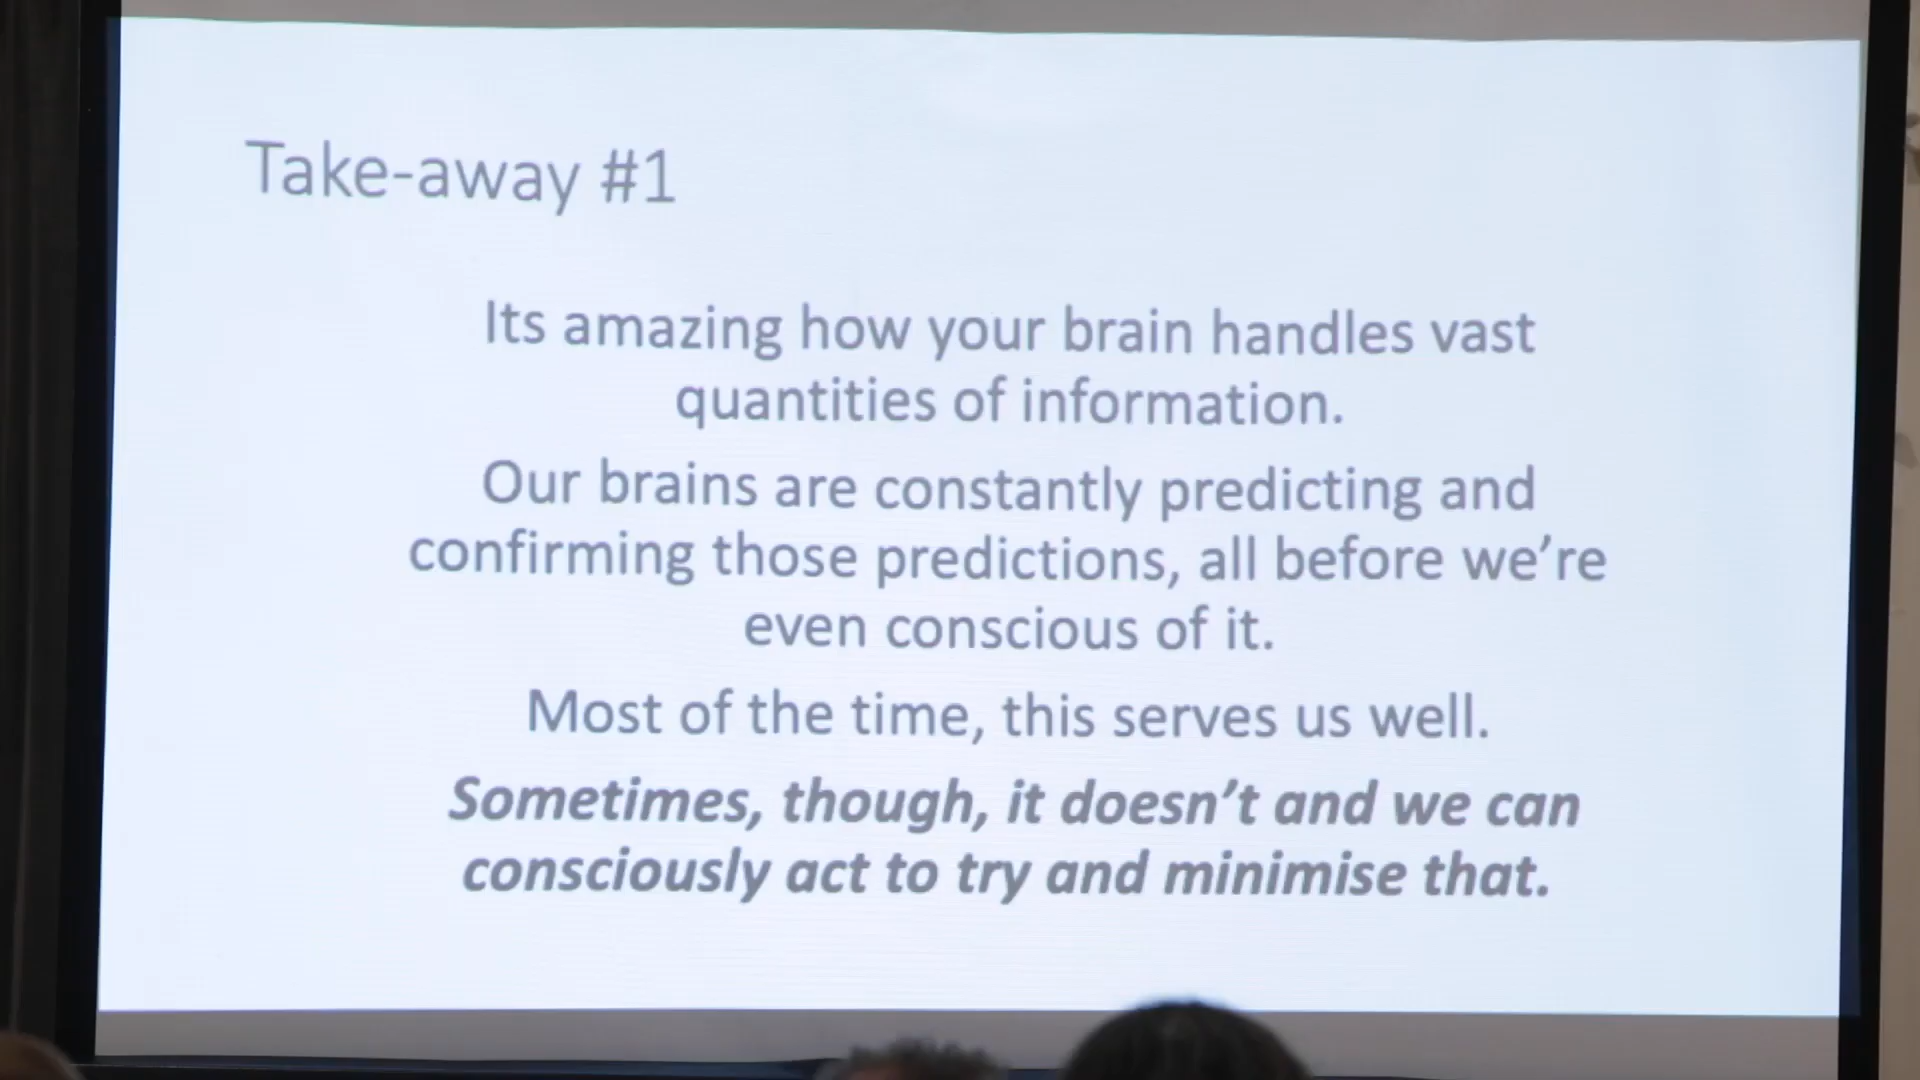 Take-away #1
Its amazing how your brain handles vast
quantities of information.
Our brains are constantly predicting and
confirming those predictions, all before we’re
even conscious of it.
Most of the time, this serves us well.
Sometimes, though, it doesn’t and we can
consciously act to try and minimise that.